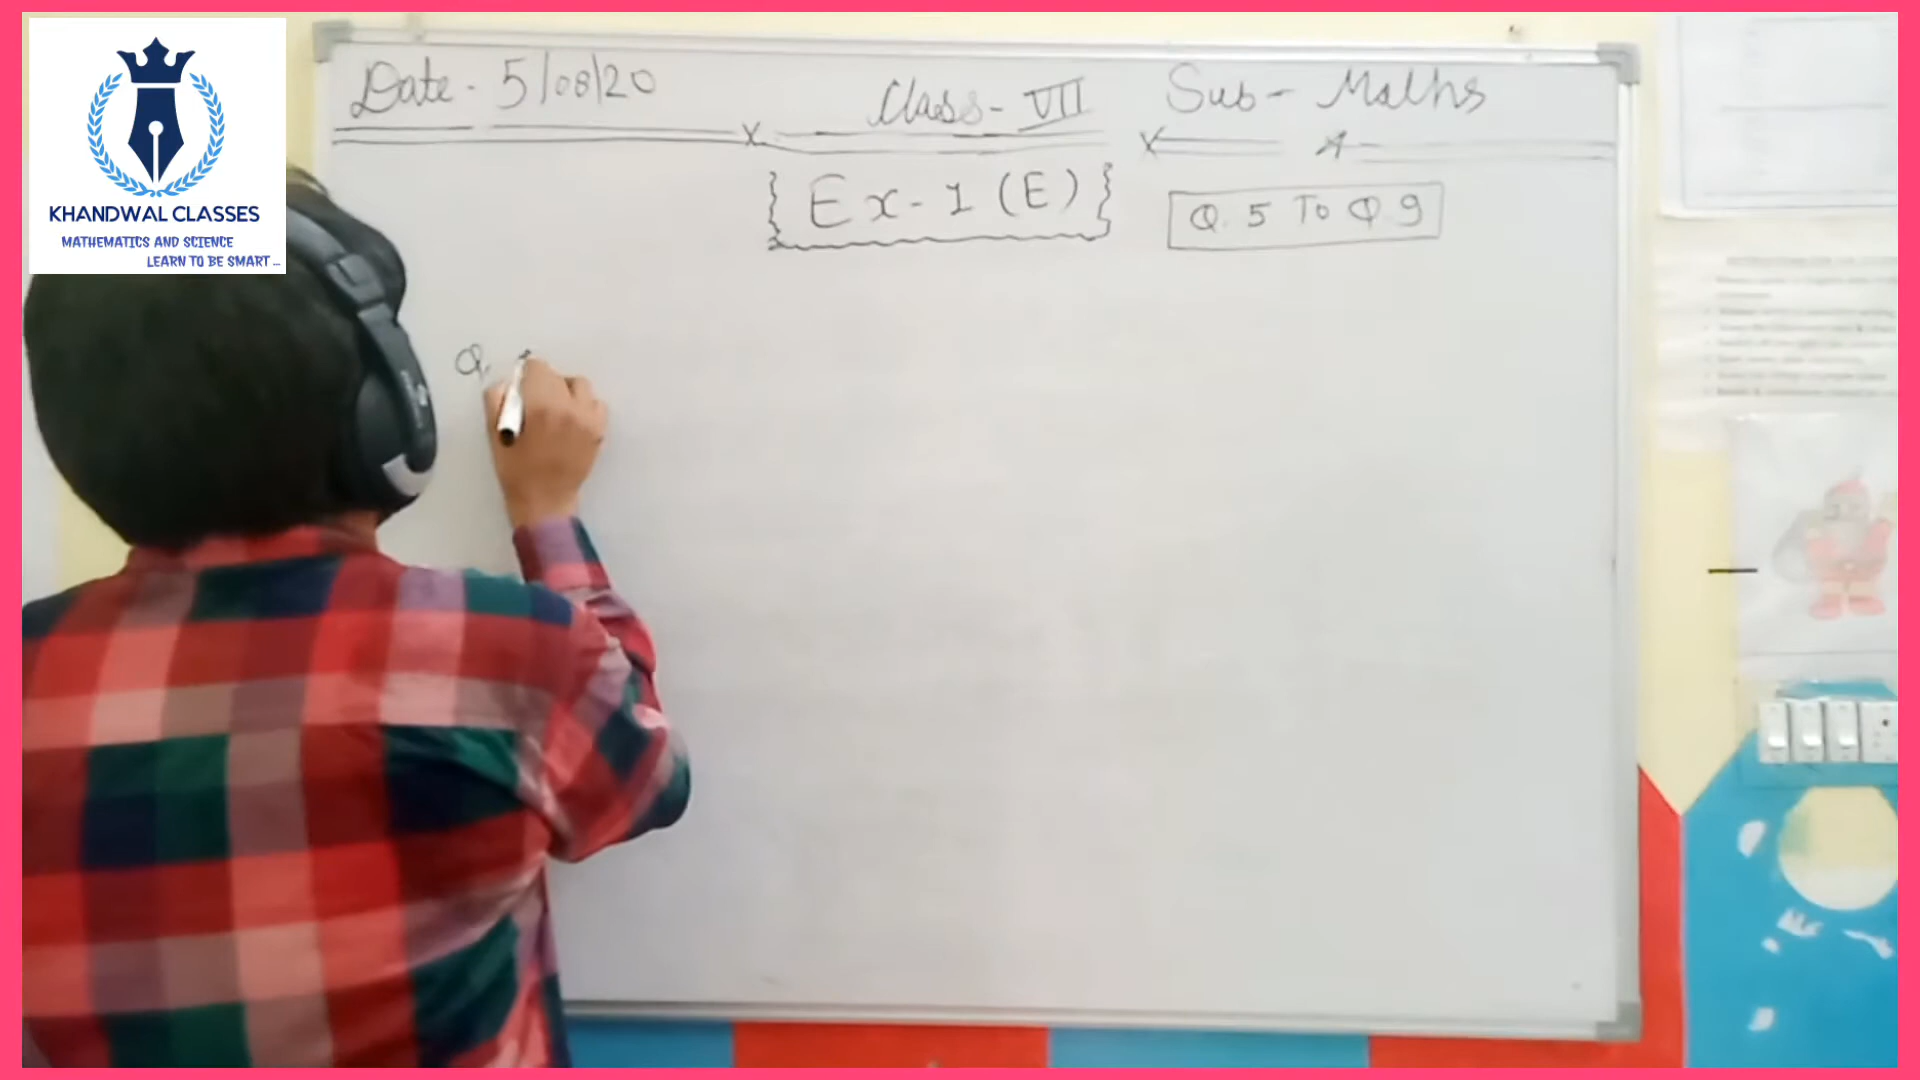 KHANDWAL CLASSES
MATHEMATICS AND SCIENCE
LEARN TO BE SMART ...
Date - 5/08/20 Class - VII Sub - Maths
Ex - 1 (E)
Q. 5 To Q 9
Q.